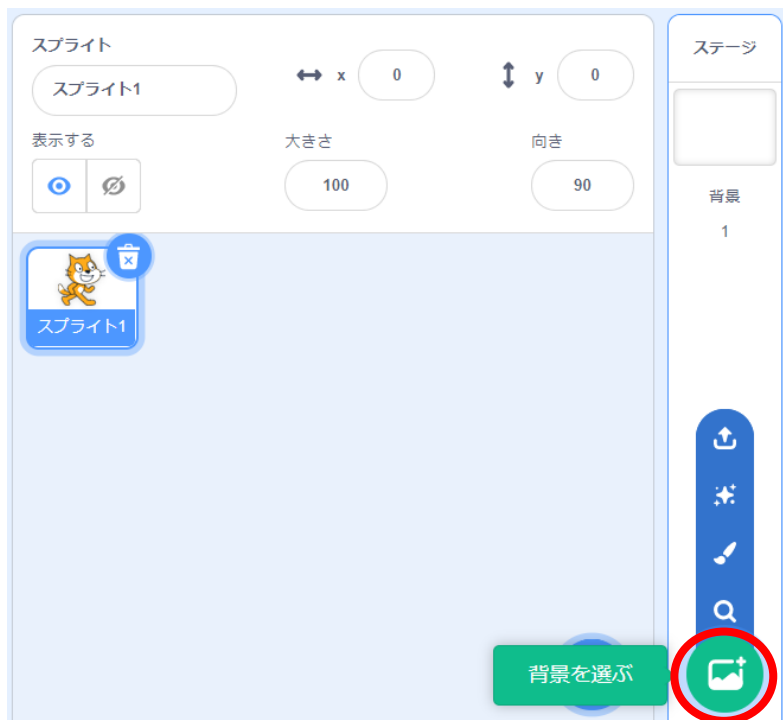 スプライト
スプライト1
x 0
y 0
表示する
大きさ
100
向き
90
スプライト1
ステージ
背景
1
背景を選ぶ